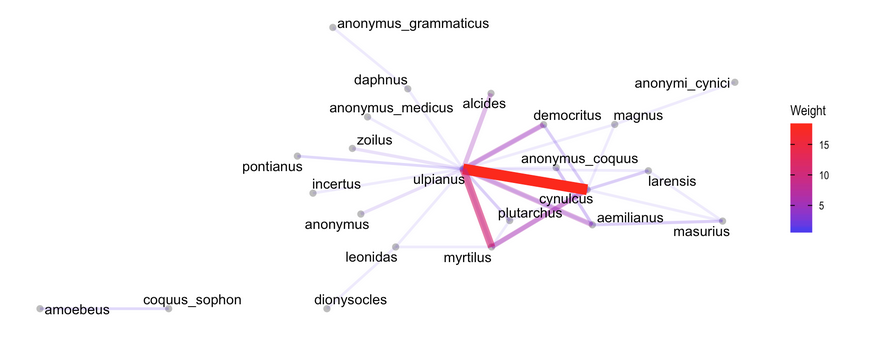 anonymus_grammaticus
daphnus
anonymi_cynici
anonymus_medicus
alcides
democritus
magnus
Weight
zoilus
15
pontianus
anonymus_coquus
ulpianus
10
incertus
larensis
cynulcus
5
anonymus
plutarchus
aemilianus
masurius
leonidas
myrtilus
coquus_sophon
dionysocles
amoebeus